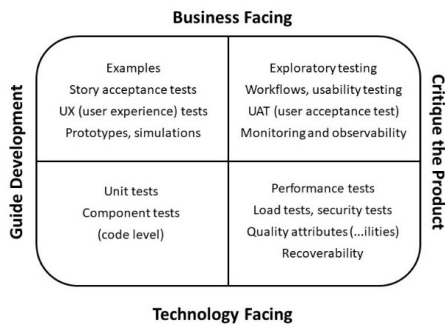 Business Facing
Guide Development
Examples
Story acceptance tests
UX (user experience) tests
Prototypes, simulations
Exploratory testing
Workflows, usability testing
UAT (user acceptance test)
Monitoring and observability
Critique the Product
Unit tests
Component tests
(code level)
Performance tests
Load tests, security tests
Quality attributes (...ilities)
Recoverability
Technology Facing